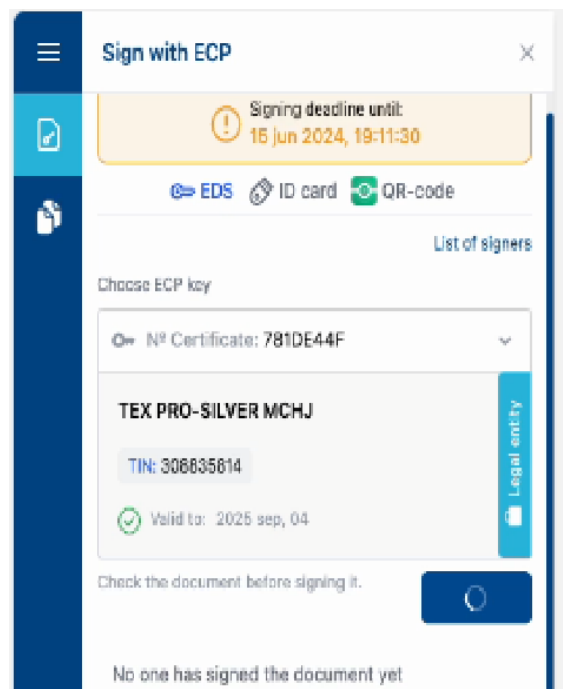 Sign with ECP
Signing deadline until:
15 jun 2024, 19:11:30
EDS ID card QR-code
List of signers
Choose ECP key
Nº Certificate: 781DE44F
TEX PRO-SILVER MCHJ
Legal entity
TIN: 306835614
Valid to: 2025 sep, 04
Check the document before signing it.
No one has signed the document yet